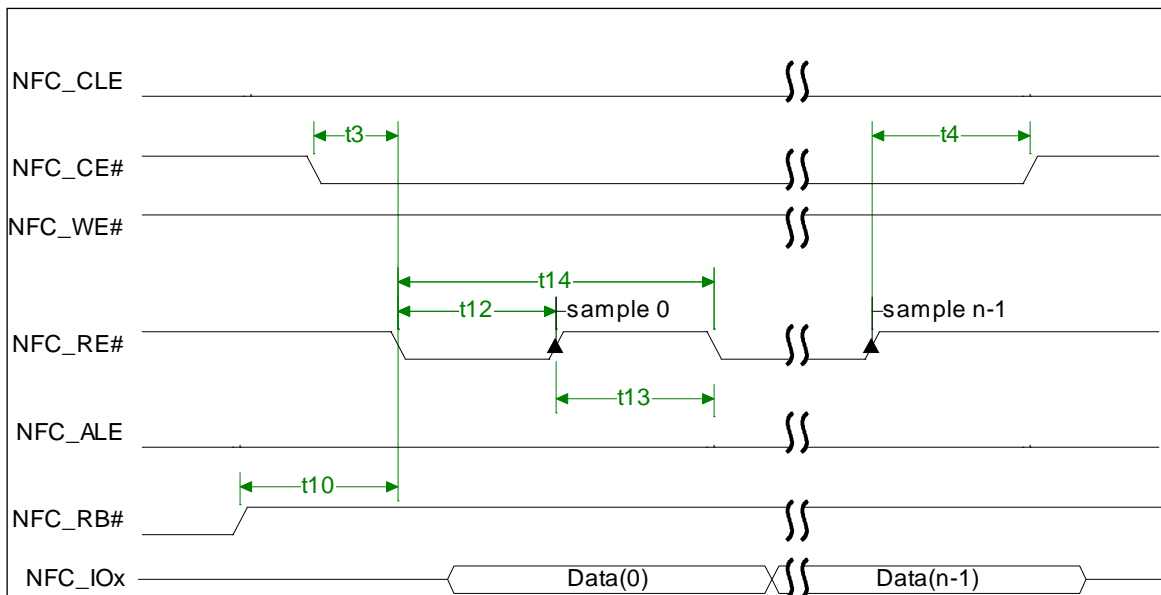 NFC_CLE
t3
t4
NFC_CE#
NFC_WE#
t14
t12
sample 0
sample n-1
NFC_RE#
t13
NFC_ALE
t10
NFC_RB#
NFC_IOx
Data(0)
Data(n-1)